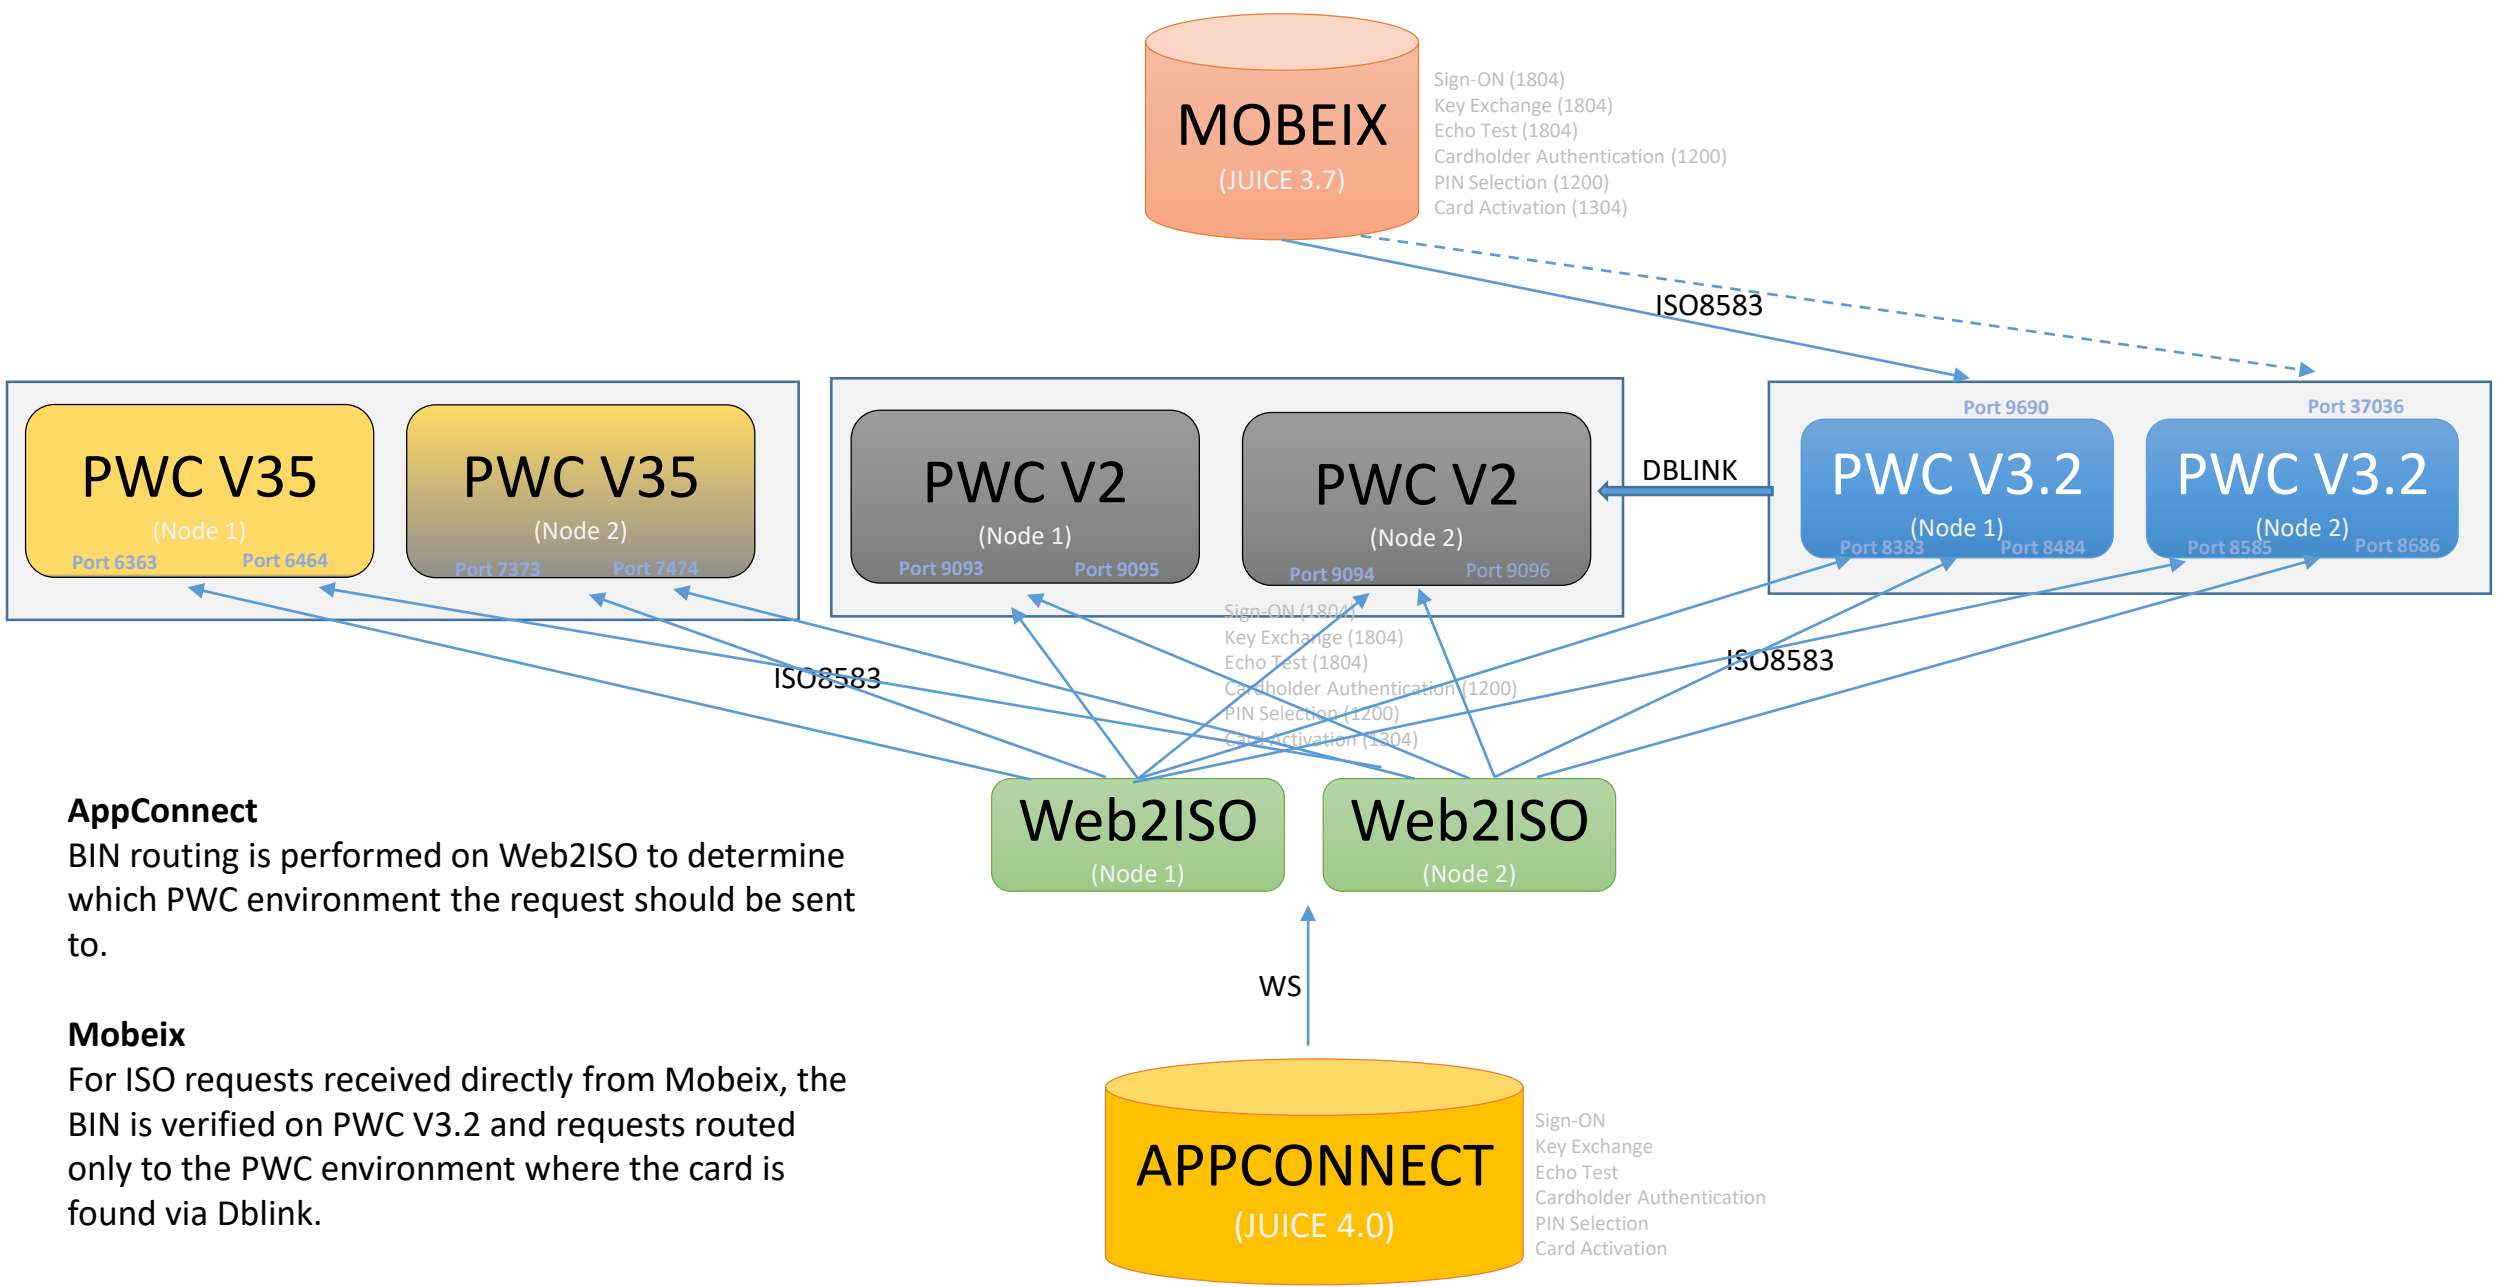 MOBEIX
(JUICE 3.7)
Sign-ON (1804)
Key Exchange (1804)
Echo Test (1804)
Cardholder Authentication (1200)
PIN Selection (1200)
Card Activation (1304)
ISO8583
PWC V35
(Node 1)
Port 6363
Port 6464
PWC V35
(Node 2)
Port 7373
Port 7474
PWC V2
(Node 1)
Port 9093
Port 9095
PWC V2
(Node 2)
Port 9094
Port 9096
DBLINK
Port 9690
PWC V3.2
(Node 1)
Port 8383
Port 8484
Port 37036
PWC V3.2
(Node 2)
Port 8585
Port 8686
Sign-ON (1804)
Key Exchange (1804)
Echo Test (1804)
Cardholder Authentication (1200)
PIN Selection (1200)
Card Activation (1304)
ISO8583
ISO8583
Web2ISO
(Node 1)
Web2ISO
(Node 2)
AppConnect
BIN routing is performed on Web2ISO to determine
which PWC environment the request should be sent
to.
Mobeix
For ISO requests received directly from Mobeix, the
BIN is verified on PWC V3.2 and requests routed
only to the PWC environment where the card is
found via Dblink.
WS
APPCONNECT
(JUICE 4.0)
Sign-ON
Key Exchange
Echo Test
Cardholder Authentication
PIN Selection
Card Activation